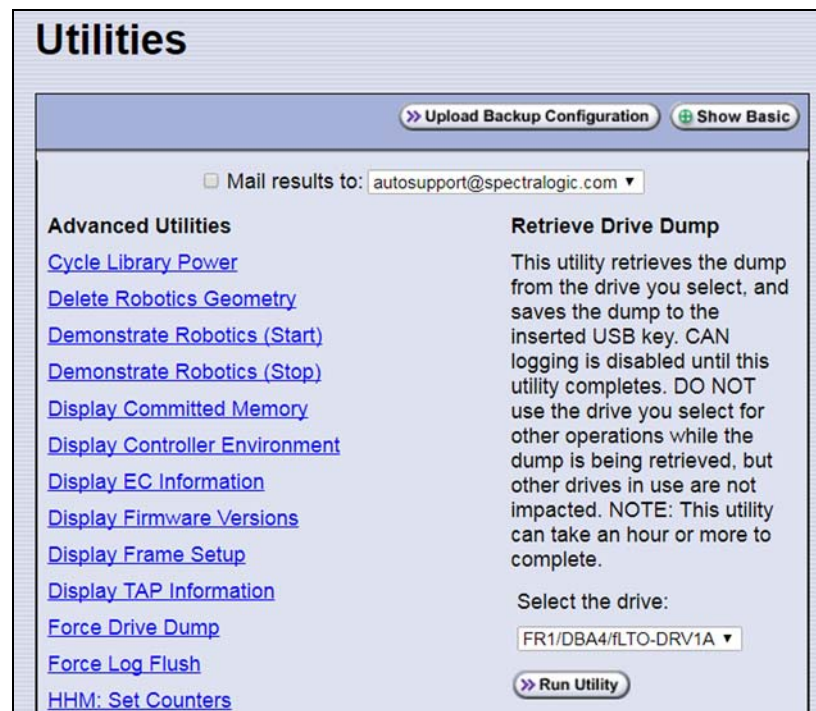 Utilities
Upload Backup Configuration
Show Basic
Mail results to: autosupport@spectralogic.com
Advanced Utilities
Cycle Library Power
Delete Robotics Geometry
Demonstrate Robotics (Start)
Demonstrate Robotics (Stop)
Display Committed Memory
Display Controller Environment
Display EC Information
Display Firmware Versions
Display Frame Setup
Display TAP Information
Force Drive Dump
Force Log Flush
HHM: Set Counters
Retrieve Drive Dump
This utility retrieves the dump
from the drive you select, and
saves the dump to the
inserted USB key. CAN
logging is disabled until this
utility completes. DO NOT
use the drive you select for
other operations while the
dump is being retrieved, but
other drives in use are not
impacted. NOTE: This utility
can take an hour or more to
complete.
Select the drive:
FR1/DBA4/fLTO-DRV1A
Run Utility